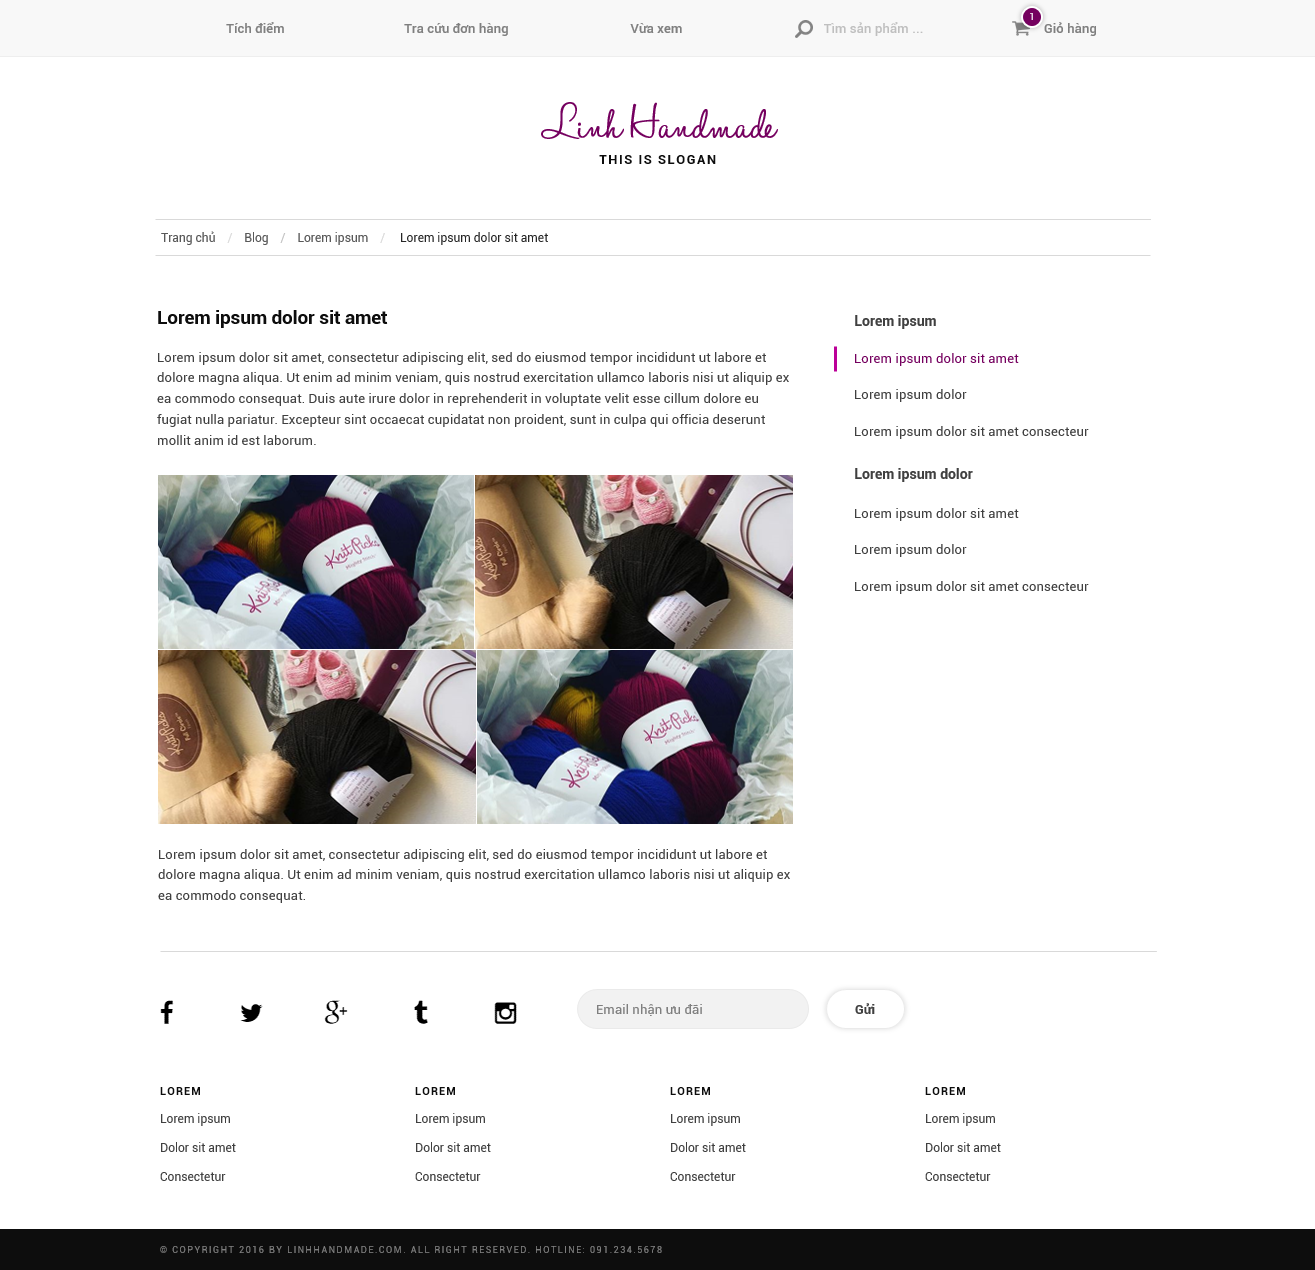 Tích điểm
Tra cứu đơn hàng
Vừa xem
Tìm sản phẩm ...
1
Giỏ hàng
Linh Handmade
THIS IS SLOGAN
Trang chủ / Blog / Lorem ipsum / Lorem ipsum dolor sit amet
Lorem ipsum dolor sit amet
Lorem ipsum dolor sit amet, consectetur adipiscing elit, sed do eiusmod tempor incididunt ut labore et
dolore magna aliqua. Ut enim ad minim veniam, quis nostrud exercitation ullamco laboris nisi ut aliquip ex
ea commodo consequat. Duis aute irure dolor in reprehenderit in voluptate velit esse cillum dolore eu
fugiat nulla pariatur. Excepteur sint occaecat cupidatat non proident, sunt in culpa qui officia deserunt
mollit anim id est laborum.
KnitPicks
Mighty Stitch
Knit
KnitPicks
KnitPicks
KnitPicks
Mighty Stitch
Knit
Lorem ipsum dolor sit amet, consectetur adipiscing elit, sed do eiusmod tempor incididunt ut labore et
dolore magna aliqua. Ut enim ad minim veniam, quis nostrud exercitation ullamco laboris nisi ut aliquip ex
ea commodo consequat.
Lorem ipsum
Lorem ipsum dolor sit amet
Lorem ipsum dolor
Lorem ipsum dolor sit amet consecteur
Lorem ipsum dolor
Lorem ipsum dolor sit amet
Lorem ipsum dolor
Lorem ipsum dolor sit amet consecteur
Email nhận ưu đãi
Gửi
LOREM
Lorem ipsum
Dolor sit amet
Consectetur
LOREM
Lorem ipsum
Dolor sit amet
Consectetur
LOREM
Lorem ipsum
Dolor sit amet
Consectetur
LOREM
Lorem ipsum
Dolor sit amet
Consectetur
© COPYRIGHT 2016 BY LINHHANDMADE.COM. ALL RIGHT RESERVED. HOTLINE: 091.234.5678